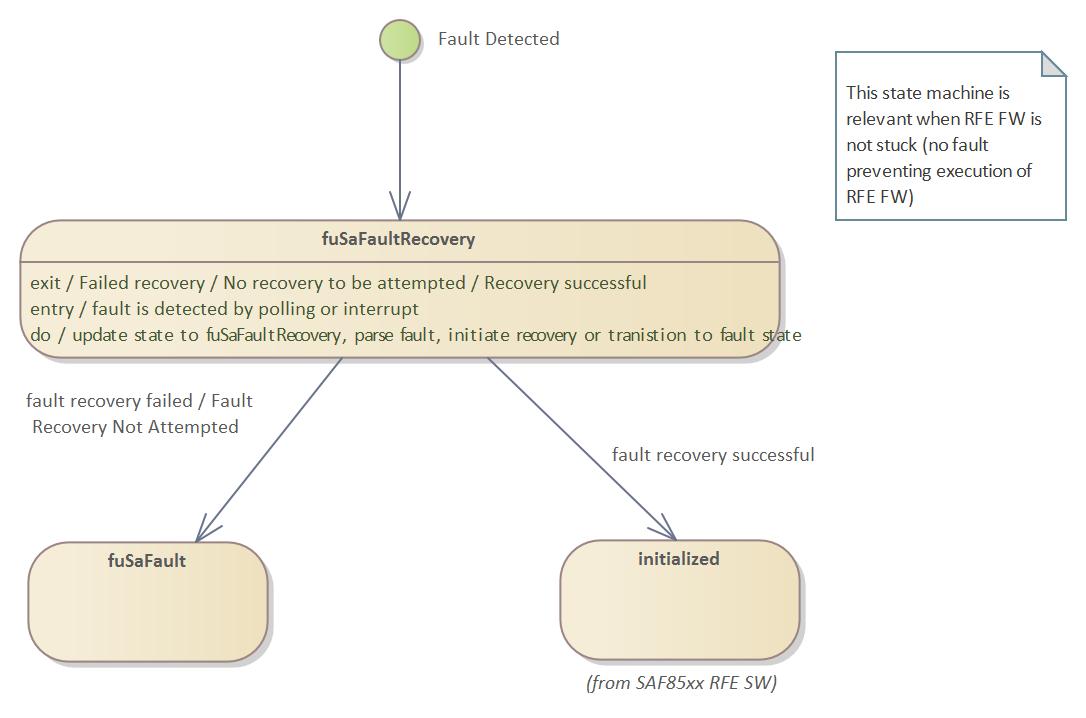 Fault Detected
This state machine is
relevant when RFE FW is
not stuck (no fault
preventing execution of
RFE FW)
fuSaFaultRecovery
exit / Failed recovery / No recovery to be attempted / Recovery successful
entry / fault is detected by polling or interrupt
do / update state to fuSaFaultRecovery, parse fault, initiate recovery or tranistion to fault state
fault recovery failed / Fault
Recovery Not Attempted
fault recovery successful
fuSaFault
initialized
(from SAF85xx RFE SW)